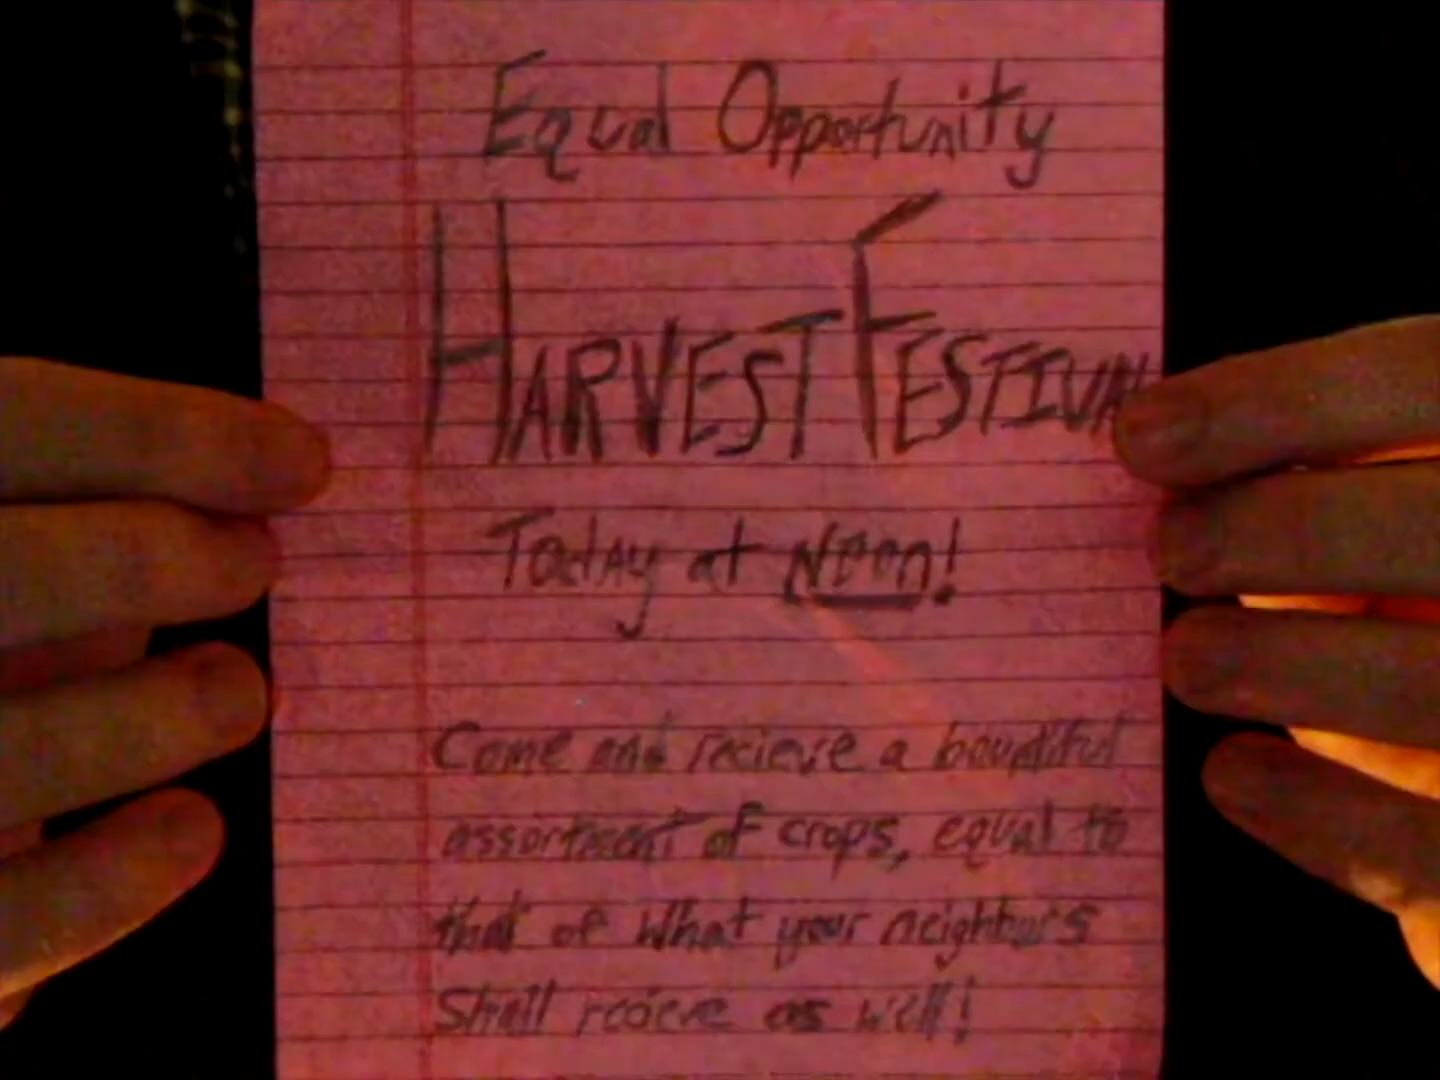 Equal Opportunity
HARVEST FESTIVAL
Today at Noon!
Come and recieve a bountiful
assortment of crops, equal to
that of what your neighbors
Shall recieve as well!